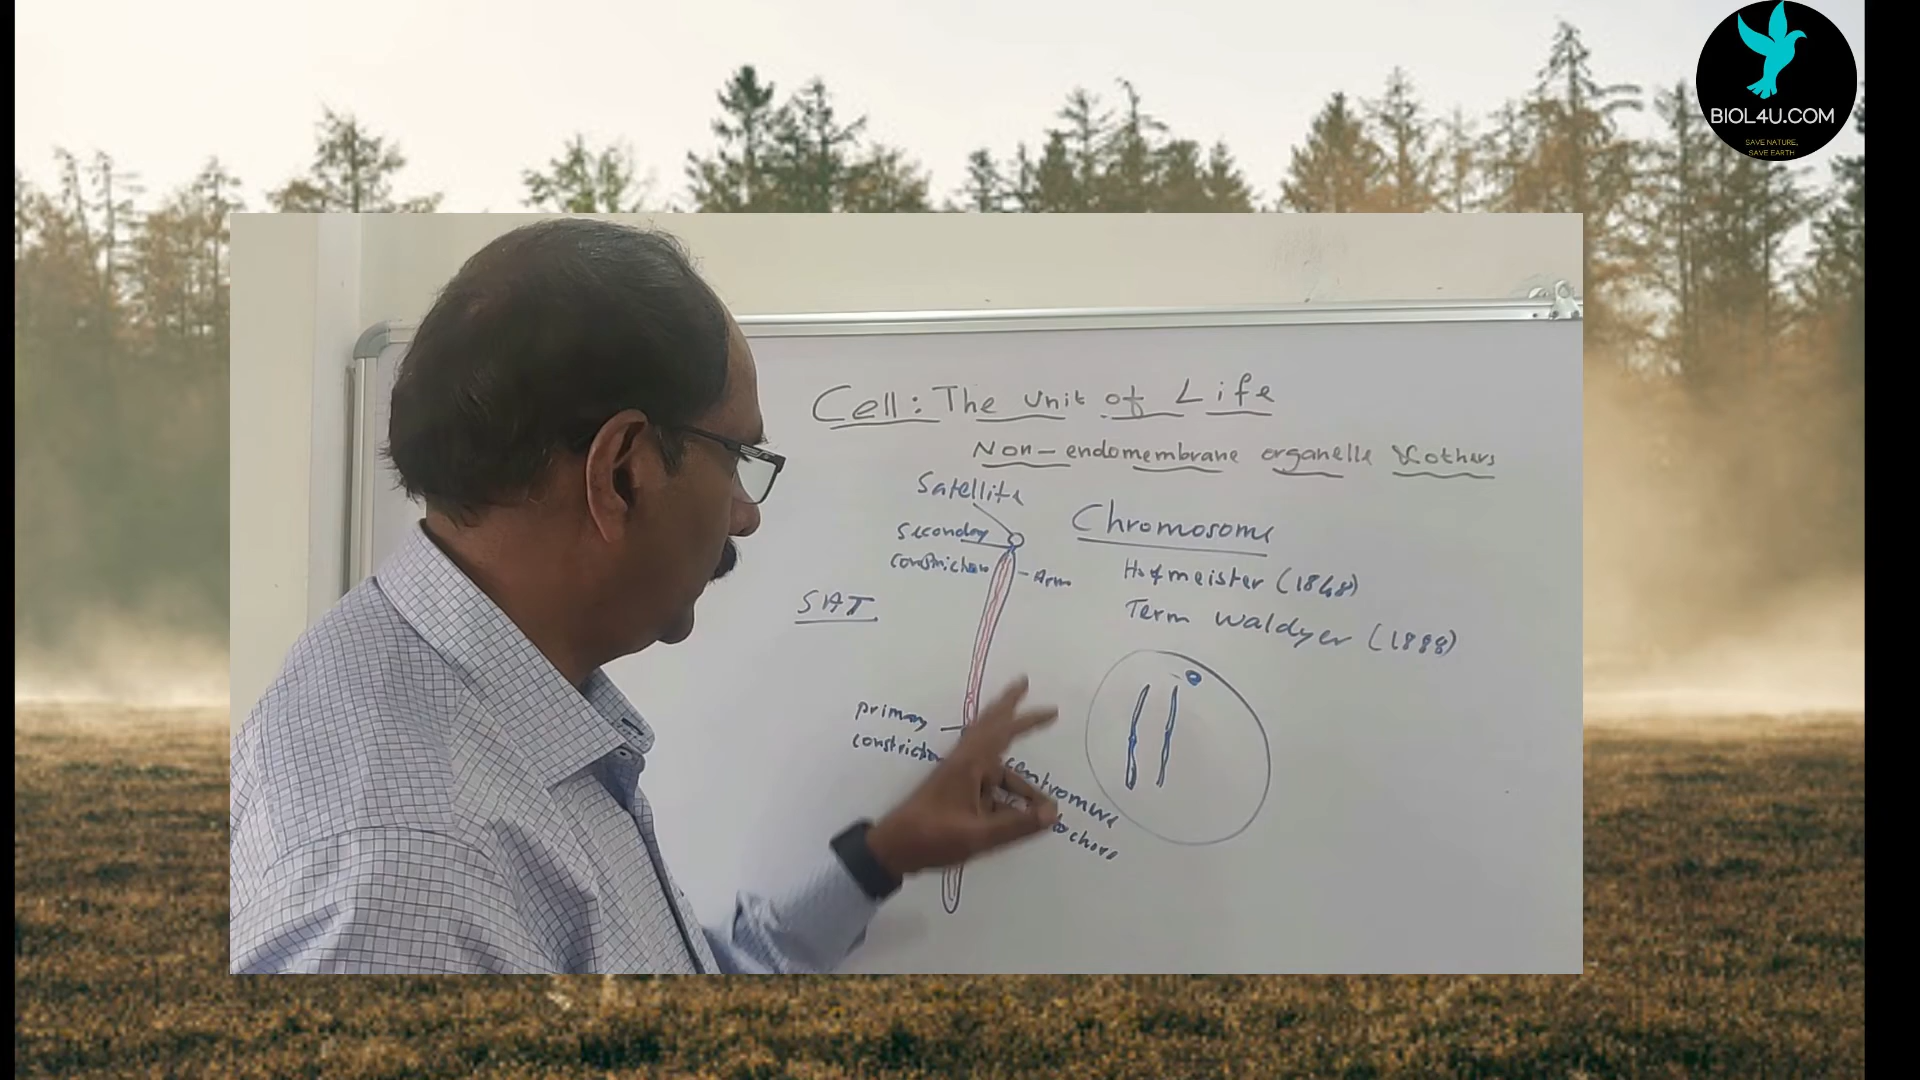 BIOL4U.COM
SAVE NATURE,
SAVE EARTH
Cell: The Unit of Life
Non-endomembrane organelle & others
Satellite
Secondary
constriction
Arm
SAT
primary
constriction
centromere
Chromosome
Hofmeister (1848)
Term Waldyer (1888)